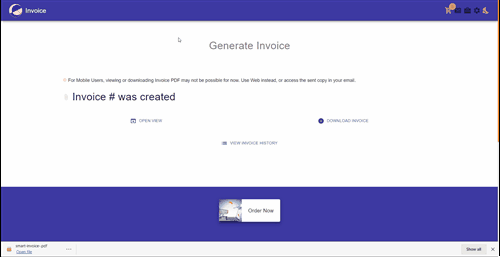 Invoice
Generate Invoice
For Mobile Users, viewing or downloading Invoice PDF may not be possible for now. Use Web instead, or access the sent copy in your email.
Invoice # was created
OPEN VIEW
DOWNLOAD INVOICE
VIEW INVOICE HISTORY
Order Now
smart-invoice-.pdf
Open file
Show all